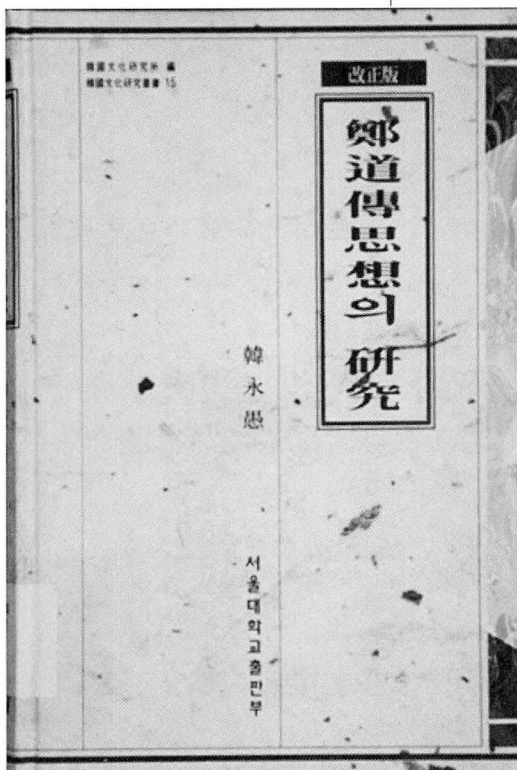 韓國文化研究所 編
韓國文化研究叢書 15
改正版
鄭道傳思想의 研究
韓永愚
서울대학교출판부